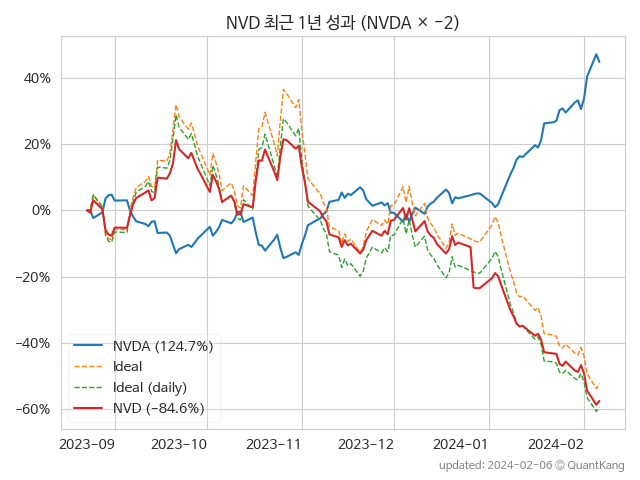 NVD 최근 1년 성과 (NVDA × −2)
40%
20%
0%
−20%
−40%
−60%
NVDA (124.7%)
Ideal
Ideal (daily)
NVD (−84.6%)
2023−09
2023−10
2023−11
2023−12
2024−01
2024−02
updated: 2024−02−06 ⓒ QuantKang